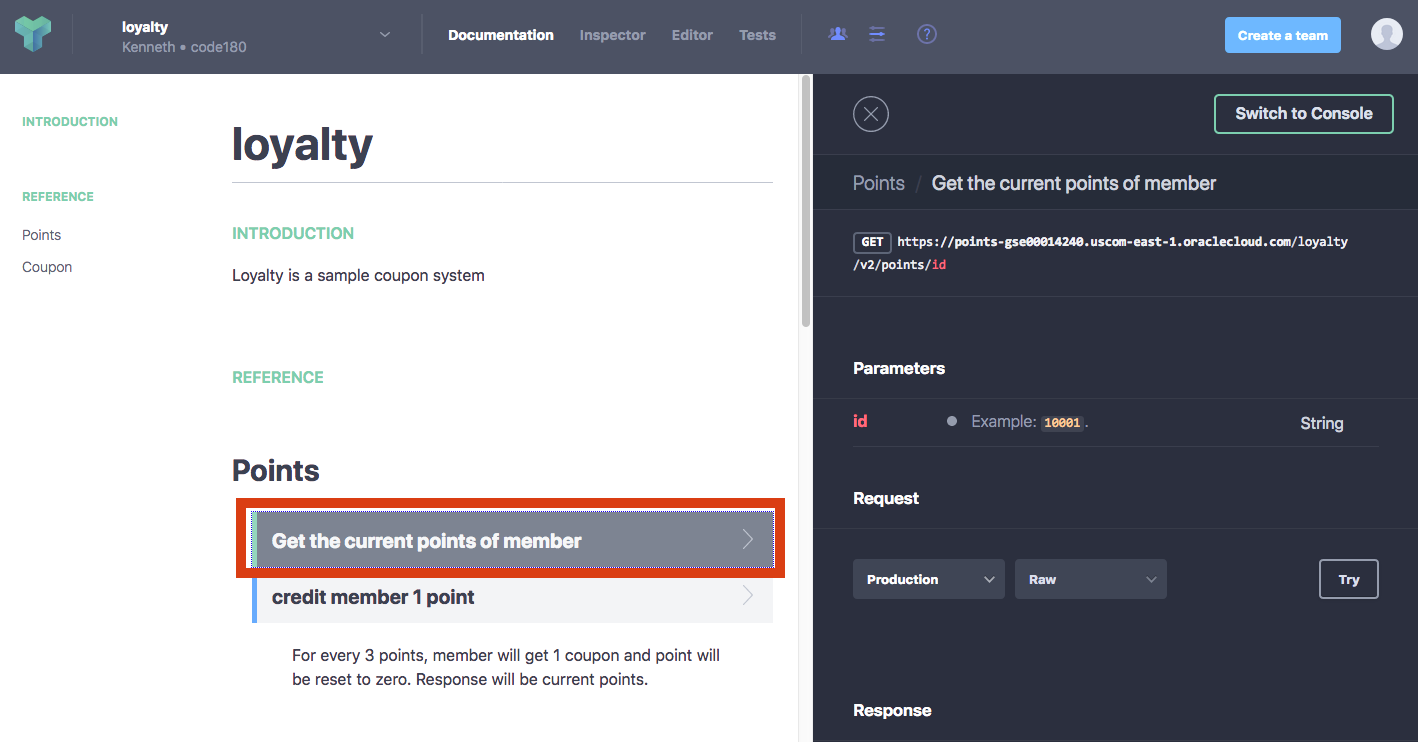 loyalty
Kenneth • code180
Documentation
Inspector
Editor
Tests
?
Create a team
INTRODUCTION
REFERENCE
Points
Coupon
loyalty
INTRODUCTION
Loyalty is a sample coupon system
REFERENCE
Points
Get the current points of member
credit member 1 point
For every 3 points, member will get 1 coupon and point will
be reset to zero. Response will be current points.
Switch to Console
Points / Get the current points of member
GET https://points-gse00014240.uscom-east-1.oraclecloud.com/loyalty
/v2/points/id
Parameters
id Example: 10001. String
Request
Production
Raw
Try
Response